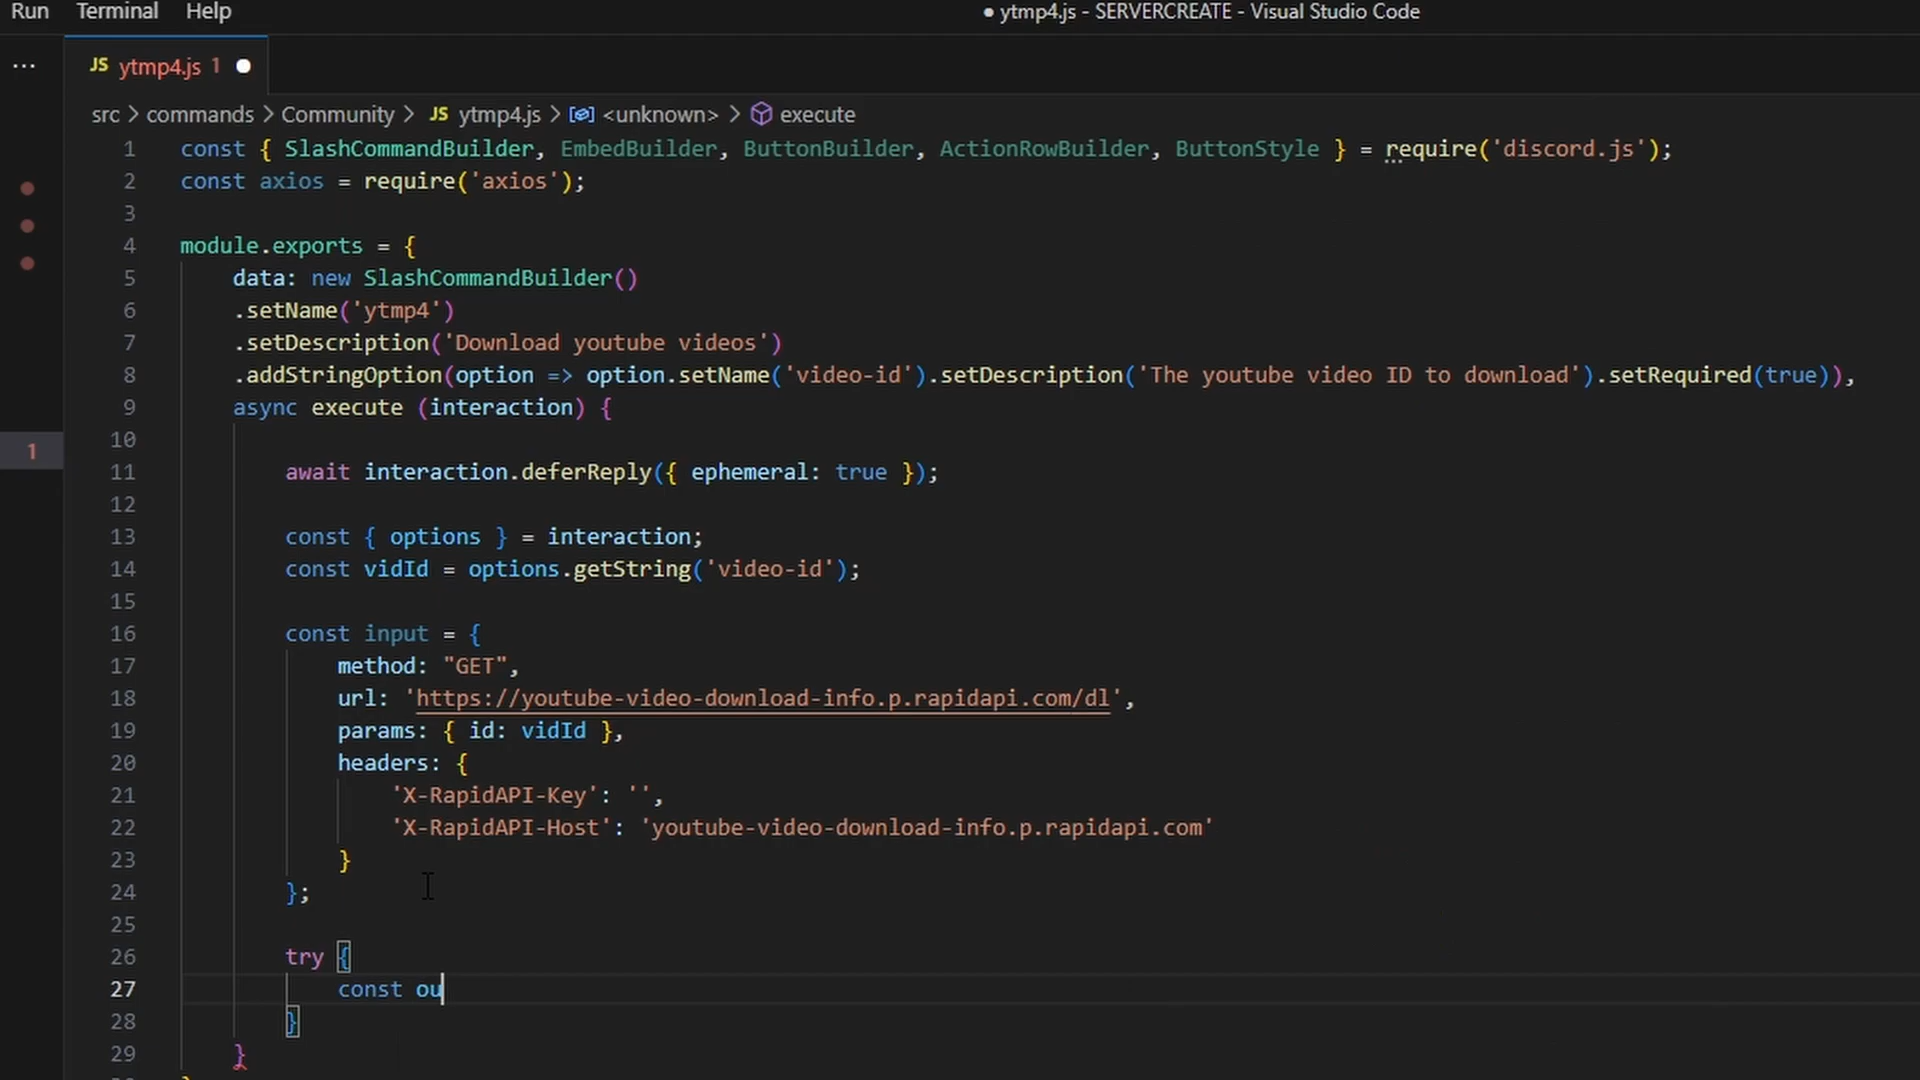 Run Terminal Help ● ytmp4.js - SERVERCREATE - Visual Studio Code
... JS ytmp4.js 1 ●
src > commands > Community > JS ytmp4.js > <unknown> > execute
1 const { SlashCommandBuilder, EmbedBuilder, ButtonBuilder, ActionRowBuilder, ButtonStyle } = require('discord.js');
2 const axios = require('axios');
3
4 module.exports = {
5 data: new SlashCommandBuilder()
6 .setName('ytmp4')
7 .setDescription('Download youtube videos')
8 .addStringOption(option => option.setName('video-id').setDescription('The youtube video ID to download').setRequired(true)),
9 async execute (interaction) {
10
1
11 await interaction.deferReply({ ephemeral: true });
12
13 const { options } = interaction;
14 const vidId = options.getString('video-id');
15
16 const input = {
17 method: "GET",
18 url: 'https://youtube-video-download-info.p.rapidapi.com/dl',
19 params: { id: vidId },
20 headers: {
21 'X-RapidAPI-Key': '',
22 'X-RapidAPI-Host': 'youtube-video-download-info.p.rapidapi.com'
23 }
24 };
25
26 try {
27 const ou
28 }
29 }